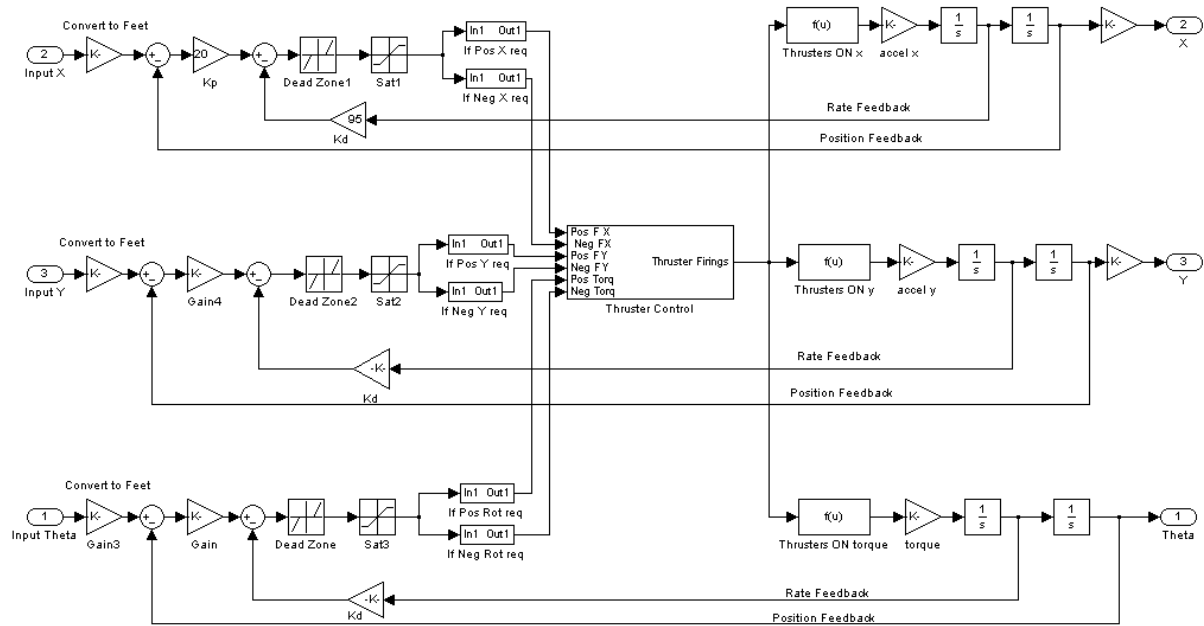 Convert to Feet
2
Input X
K-
+
-
20
Kp
+
-
Dead Zone1
Sat1
In1 Out1
If Pos X req
In1 Out1
If Neg X req
95
Kd
f(u)
Thrusters ON x
K-
accel x
1
s
1
s
K-
2
X
Rate Feedback
Position Feedback
Convert to Feet
3
Input Y
K-
+
-
K-
Gain4
+
-
Dead Zone2
Sat2
In1 Out1
If Pos Y req
In1 Out1
If Neg Y req
-K-
Kd
Pos F X
Neg FX
Pos FY
Neg FY
Pos Torq
Neg Torq
Thruster Firings
Thruster Control
f(u)
Thrusters ON y
K-
accel y
1
s
1
s
K-
3
Y
Rate Feedback
Position Feedback
Convert to Feet
1
Input Theta
K-
Gain3
+
-
K-
Gain
+
-
Dead Zone
Sat3
In1 Out1
If Pos Rot req
In1 Out1
If Neg Rot req
-K-
Kd
f(u)
Thrusters ON torque
K-
torque
1
s
1
s
1
Theta
Rate Feedback
Position Feedback